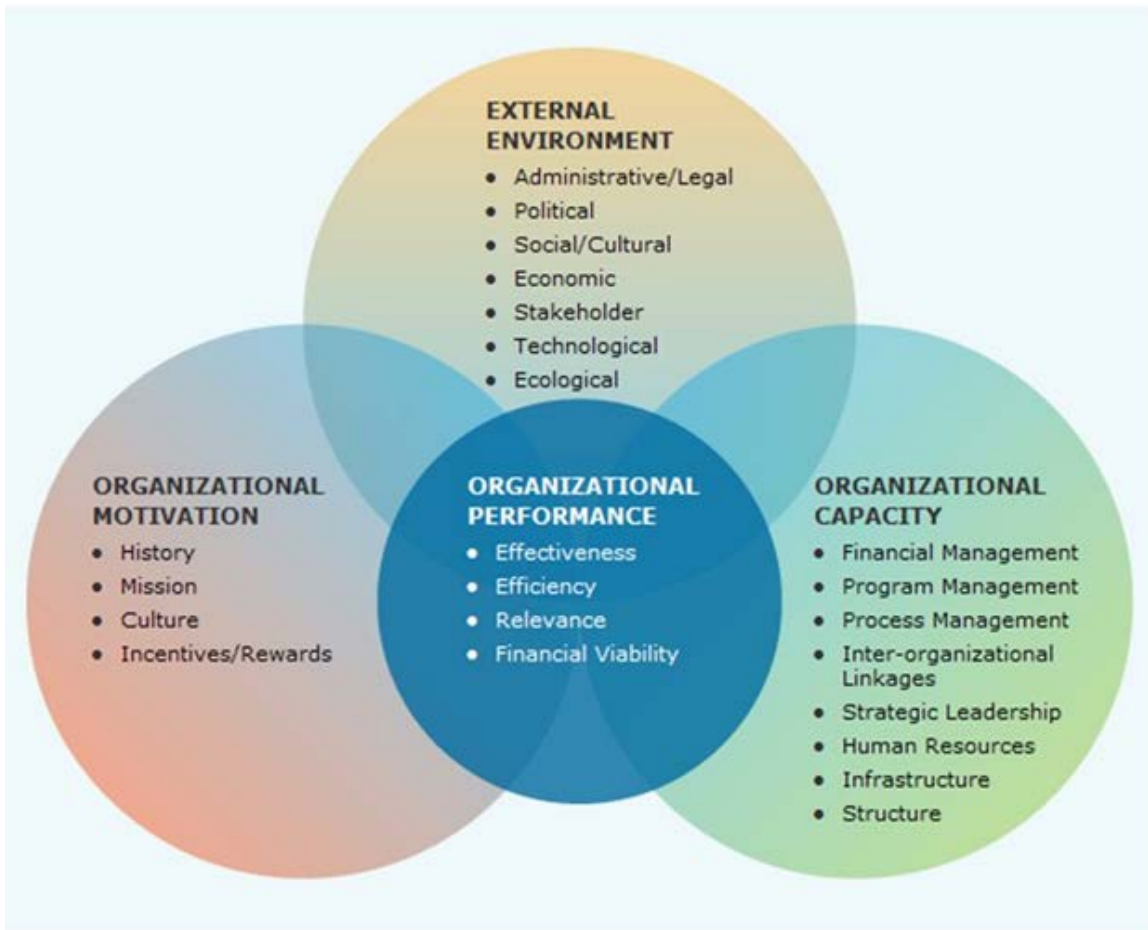 EXTERNAL
ENVIRONMENT
• Administrative/Legal
• Political
• Social/Cultural
• Economic
• Stakeholder
• Technological
• Ecological
ORGANIZATIONAL
MOTIVATION
• History
• Mission
• Culture
• Incentives/Rewards
ORGANIZATIONAL
PERFORMANCE
• Effectiveness
• Efficiency
• Relevance
• Financial Viability
ORGANIZATIONAL
CAPACITY
• Financial Management
• Program Management
• Process Management
• Inter-organizational
Linkages
• Strategic Leadership
• Human Resources
• Infrastructure
• Structure